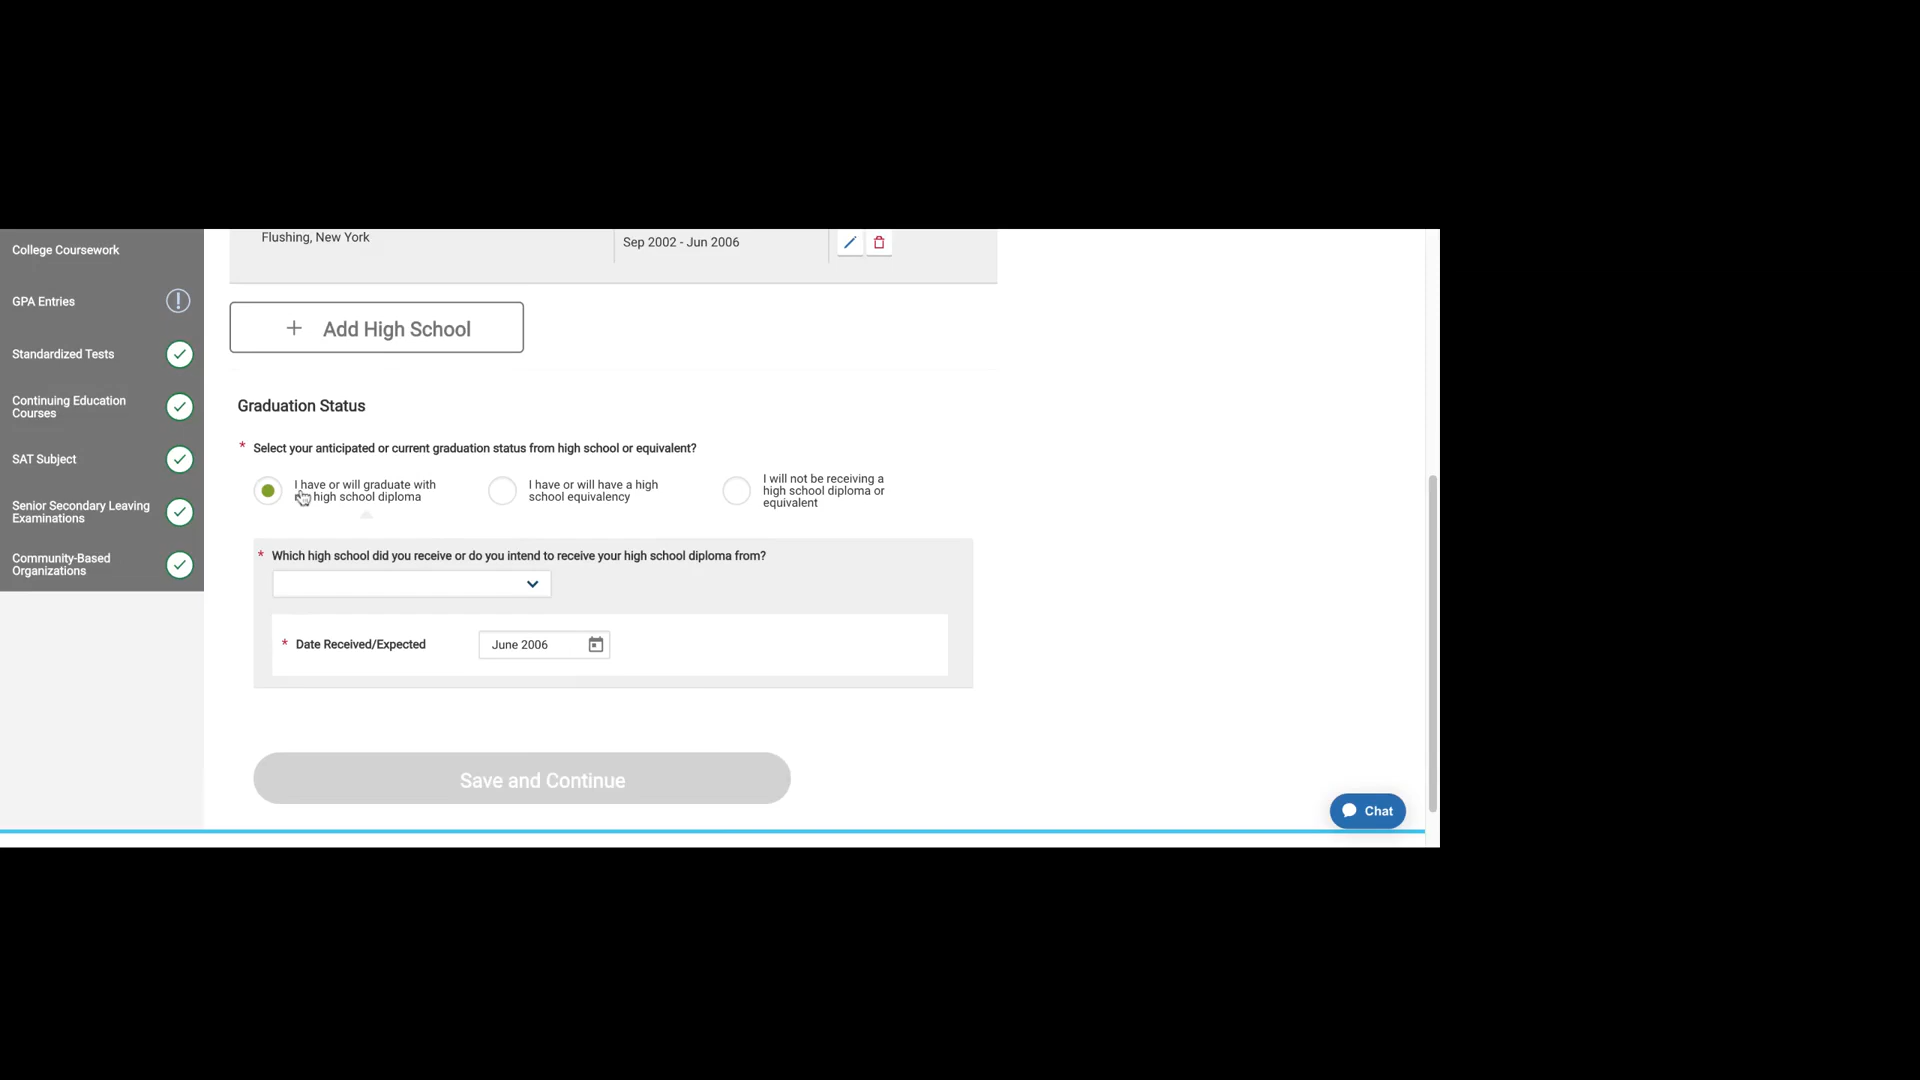 College Coursework
GPA Entries
Standardized Tests
Continuing Education
Courses
SAT Subject
Senior Secondary Leaving
Examinations
Community-Based
Organizations
Flushing, New York
Sep 2002 - Jun 2006
+ Add High School
Graduation Status
* Select your anticipated or current graduation status from high school or equivalent?
I have or will graduate with
high school diploma
I have or will have a high
school equivalency
I will not be receiving a
high school diploma or
equivalent
* Which high school did you receive or do you intend to receive your high school diploma from?
* Date Received/Expected
June 2006
Save and Continue
Chat